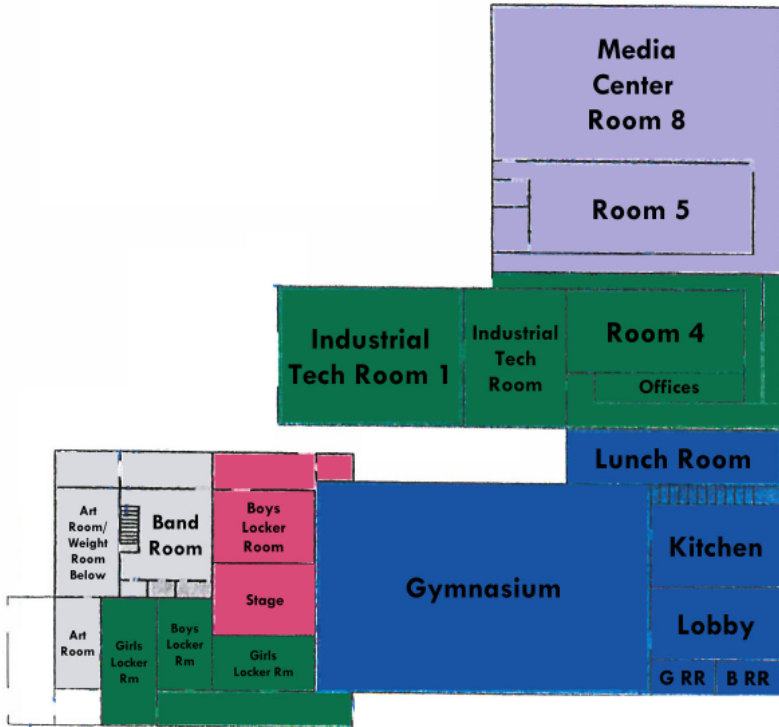 Media
Center
Room 8
Room 5
Industrial
Tech Room 1
Industrial
Tech
Room
Room 4
Offices
Lunch Room
Art
Room/
Weight
Room
Below
Band
Room
Boys
Locker
Room
Gymnasium
Kitchen
Stage
Lobby
Art
Room
Girls
Locker
Rm
Boys
Locker
Rm
Girls
Locker Rm
G RR
B RR